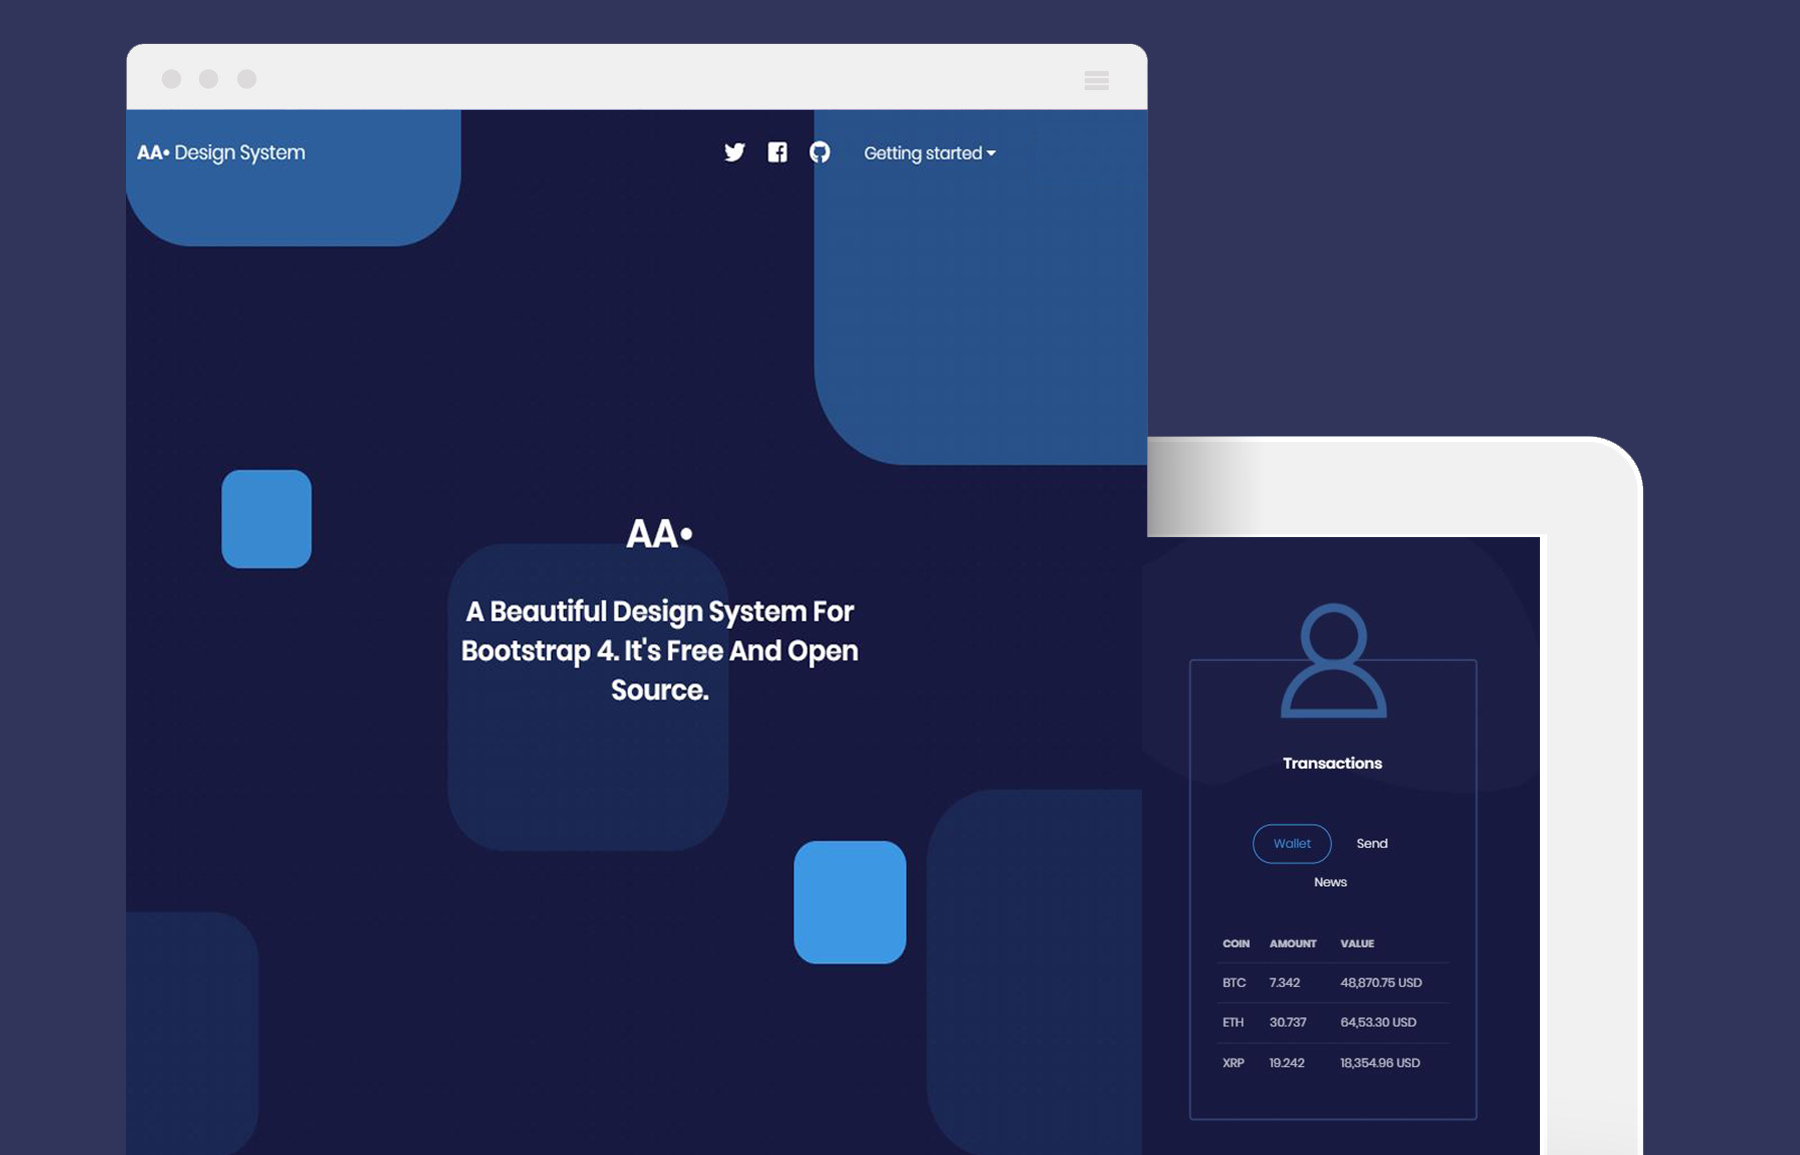 AA• Design System
Getting started
AA•
A Beautiful Design System For
Bootstrap 4. It's Free And Open
Source.
Transactions
Wallet Send
News
COIN AMOUNT VALUE
BTC 7.342 48,870.75 USD
ETH 30.737 64,53.30 USD
XRP 19.242 18,354.96 USD